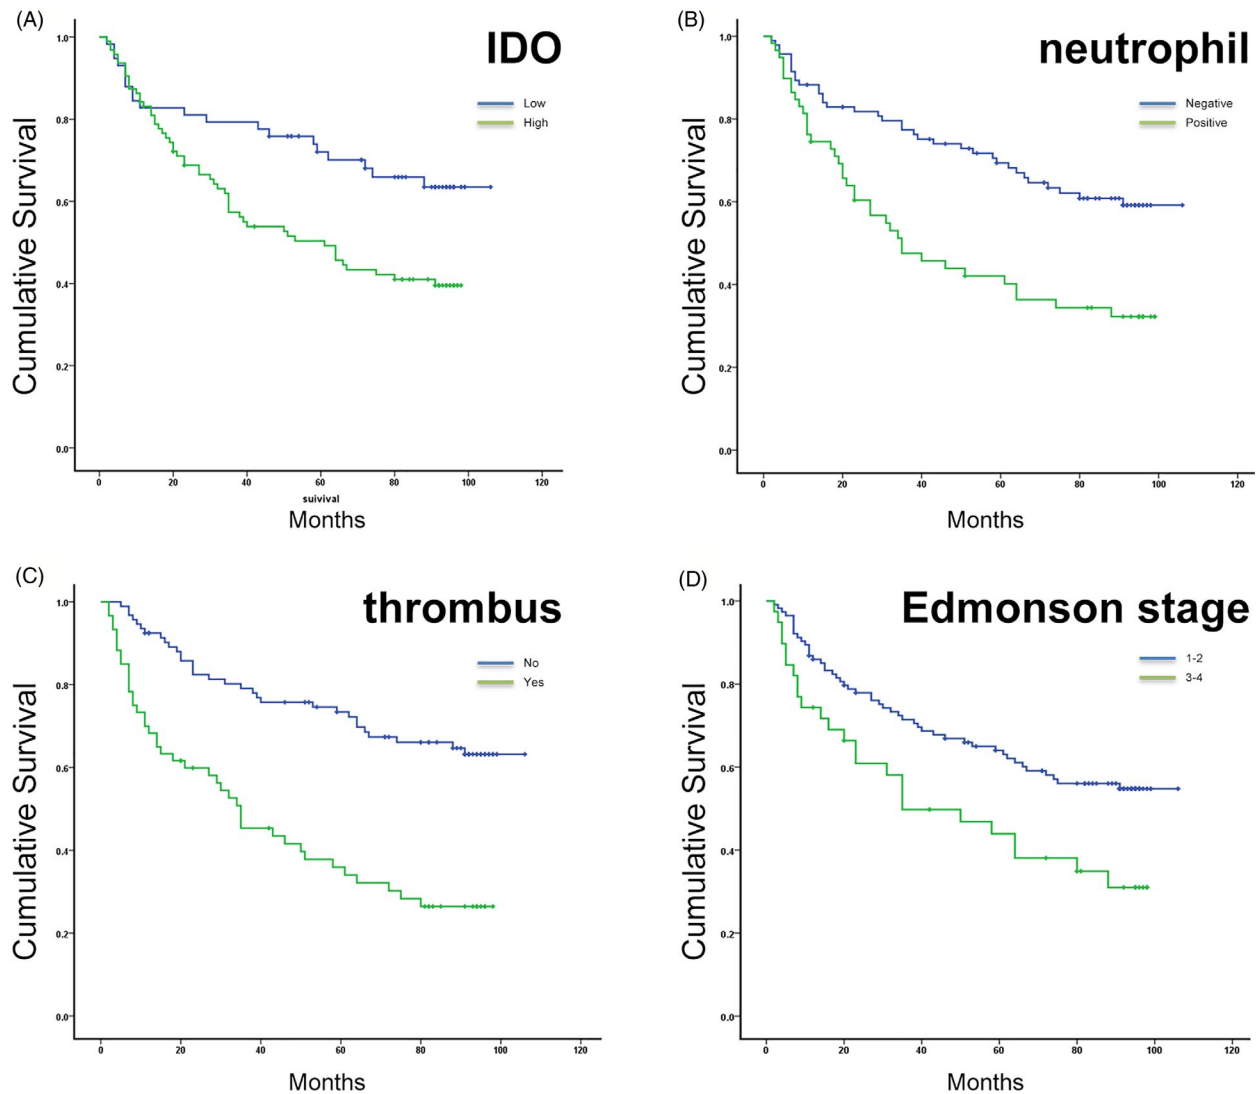 (A)
IDO
Low
High
Cumulative Survival
1.0
0.8
0.6
0.4
0.2
0.0
0 20 40 60 80 100 120
suivival
Months
(B)
neutrophil
Negative
Positive
Cumulative Survival
1.0
0.8
0.6
0.4
0.2
0.0
0 20 40 60 80 100 120
Months
(C)
thrombus
No
Yes
Cumulative Survival
1.0
0.8
0.6
0.4
0.2
0.0
0 20 40 60 80 100 120
Months
(D)
Edmonson stage
1-2
3-4
Cumulative Survival
1.0
0.8
0.6
0.4
0.2
0.0
0 20 40 60 80 100 120
Months